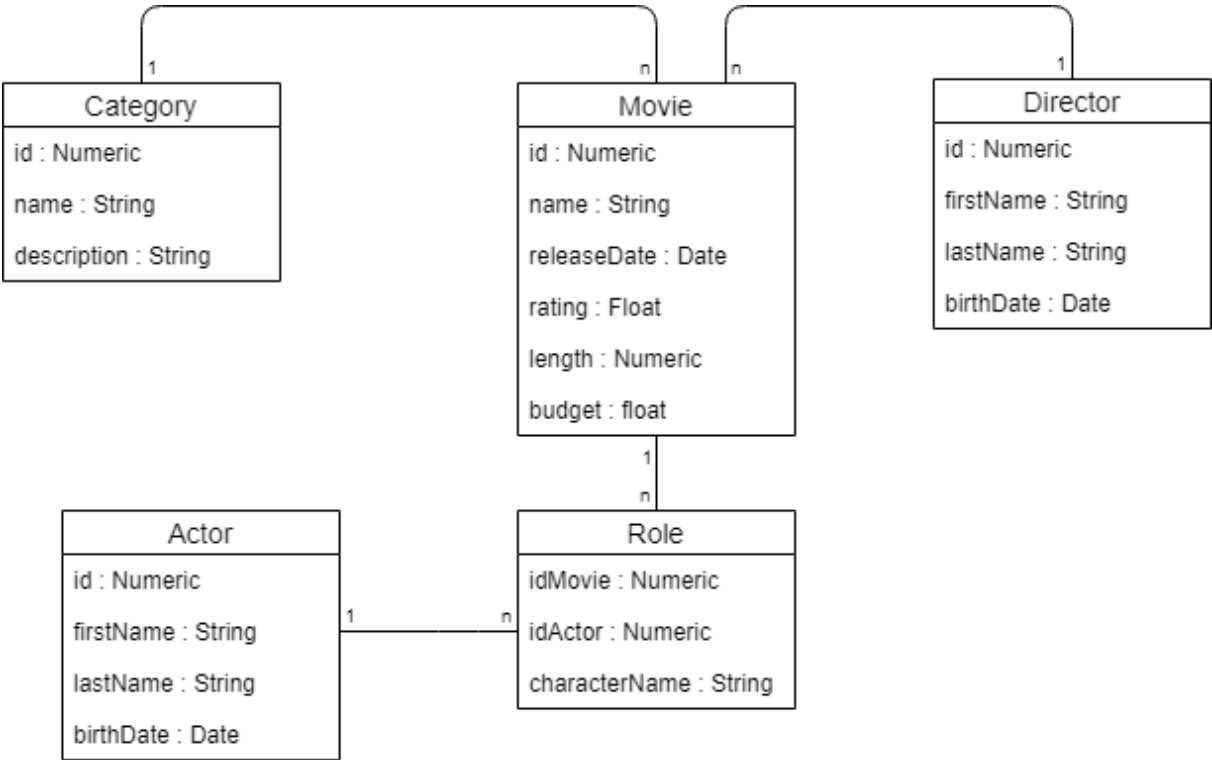 1
n
n
1
Category
id : Numeric
name : String
description : String
Movie
id : Numeric
name : String
releaseDate : Date
rating : Float
length : Numeric
budget : float
Director
id : Numeric
firstName : String
lastName : String
birthDate : Date
1
n
Actor
id : Numeric
firstName : String
lastName : String
birthDate : Date
1
n
Role
idMovie : Numeric
idActor : Numeric
characterName : String